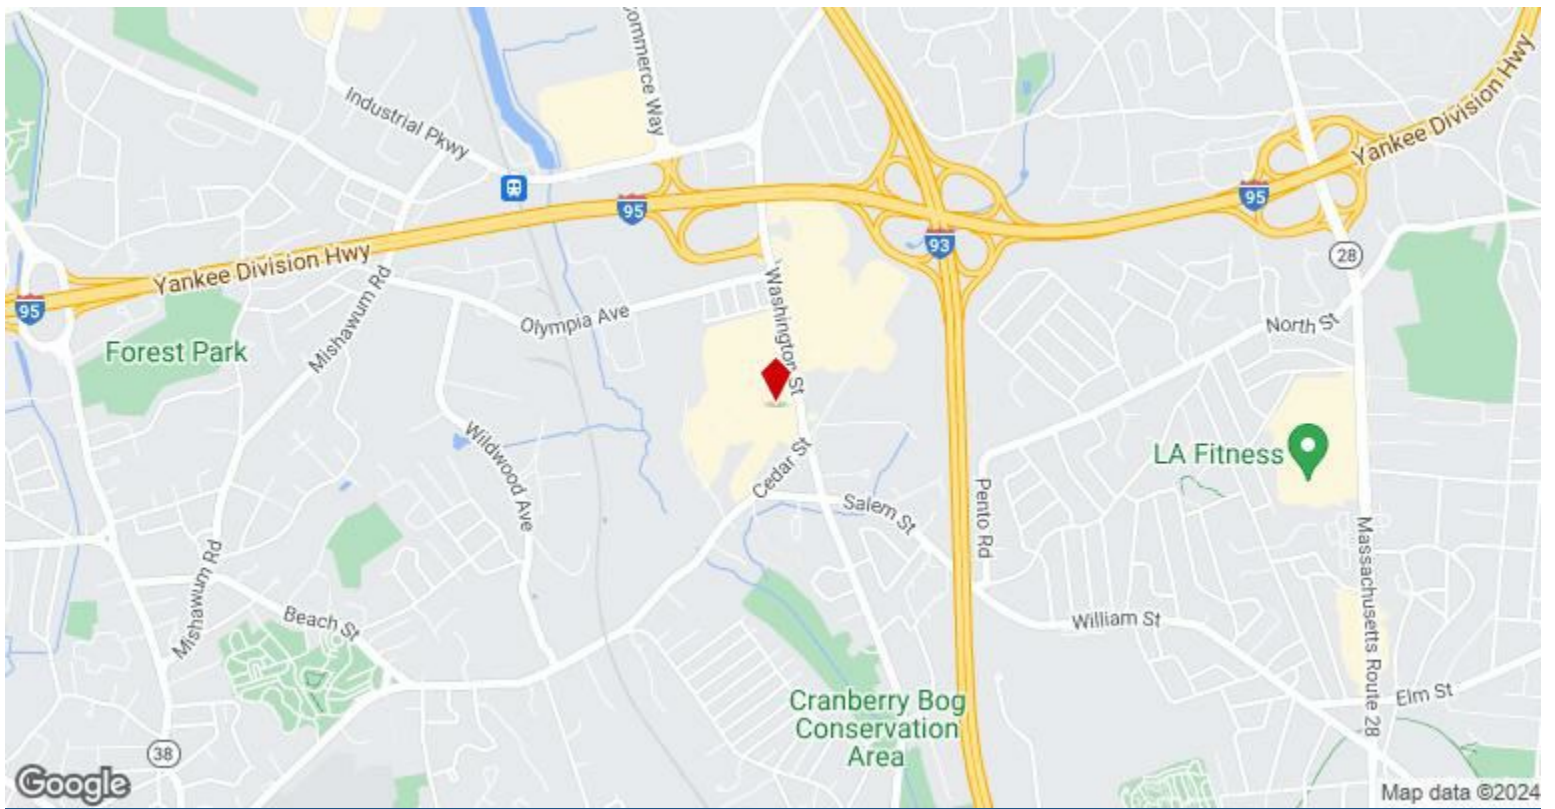 ommerce Way
Industrial Pkwy
95
95
Yankee Division Hwy
93
28
Yankee Division Hwy
95
Mishawum Rd
Washington St
Olympia Ave
North St
Forest Park
LA Fitness
Wildwood Ave
Cedar St
Salem St
Pento Rd
Massachusetts Route 28
Mishawum Rd
Beach St
William St
Cranberry Bog
Conservation
Area
Elm St
38
Google
Map data ©2024